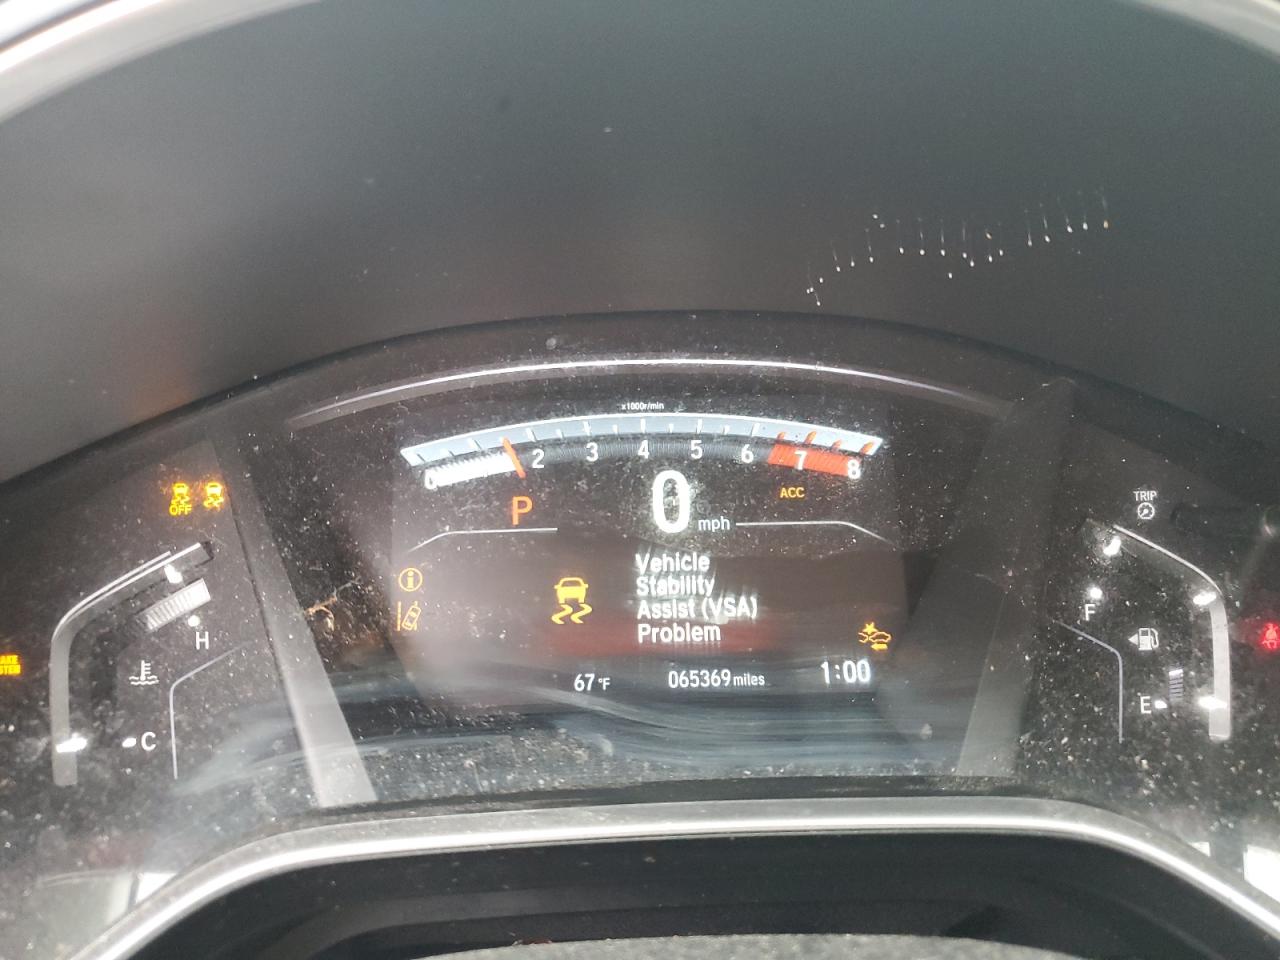 x1000r/min
0 2 3 4 5 6 7 8
P
0 mph
ACC
OFF
TRIP
Vehicle
Stability
Assist (VSA)
Problem
H
F
67°F
065369 miles
1:00
C
E